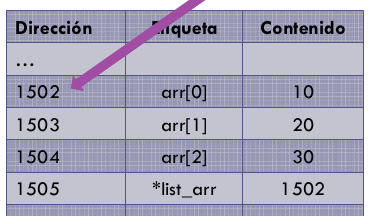 Dirección Etiqueta Contenido
...
1502 arr[0] 10
1503 arr[1] 20
1504 arr[2] 30
1505 *list_arr 1502